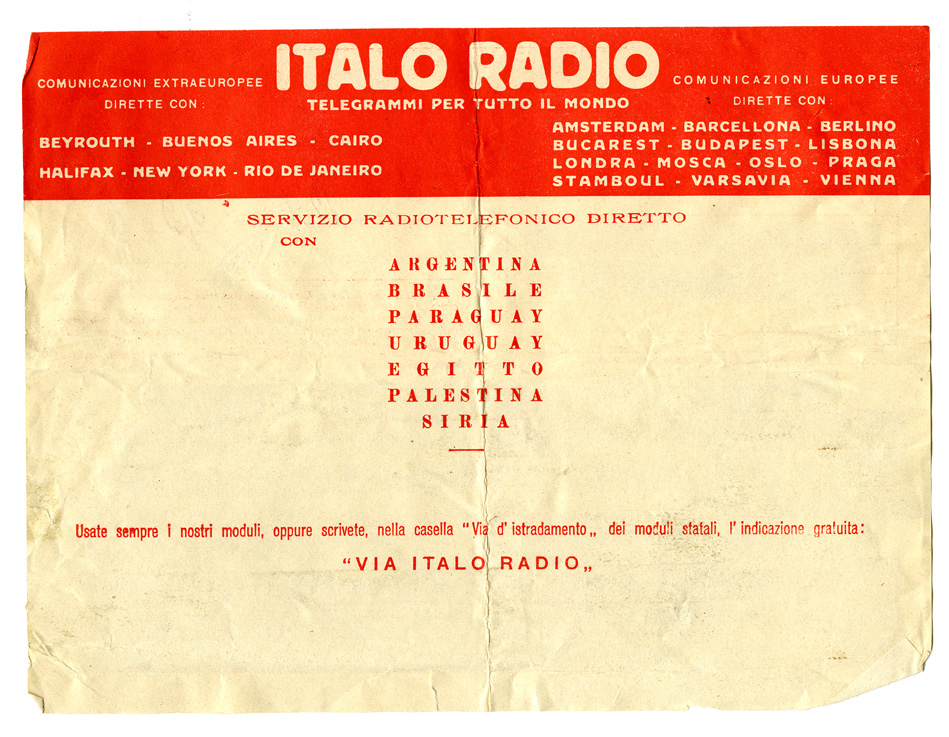 ITALO RADIO
TELEGRAMMI PER TUTTO IL MONDO
COMUNICAZIONI EXTRAEUROPEE
DIRETTE CON:
BEYROUTH - BUENOS AIRES - CAIRO
HALIFAX - NEW YORK - RIO DE JANEIRO
COMUNICAZIONI EUROPEE
DIRETTE CON:
AMSTERDAM - BARCELLONA - BERLINO
BUCAREST - BUDAPEST - LISBONA
LONDRA - MOSCA - OSLO - PRAGA
STAMBOUL - VARSAVIA - VIENNA
SERVIZIO RADIOTELEFONICO DIRETTO
CON
ARGENTINA
BRASILE
PARAGUAY
URUGUAY
EGITTO
PALESTINA
SIRIA
Usate sempre i nostri moduli, oppure scrivete, nella casella "Via d'istradamento„ dei moduli statali, l'indicazione gratuita:
"VIA ITALO RADIO„